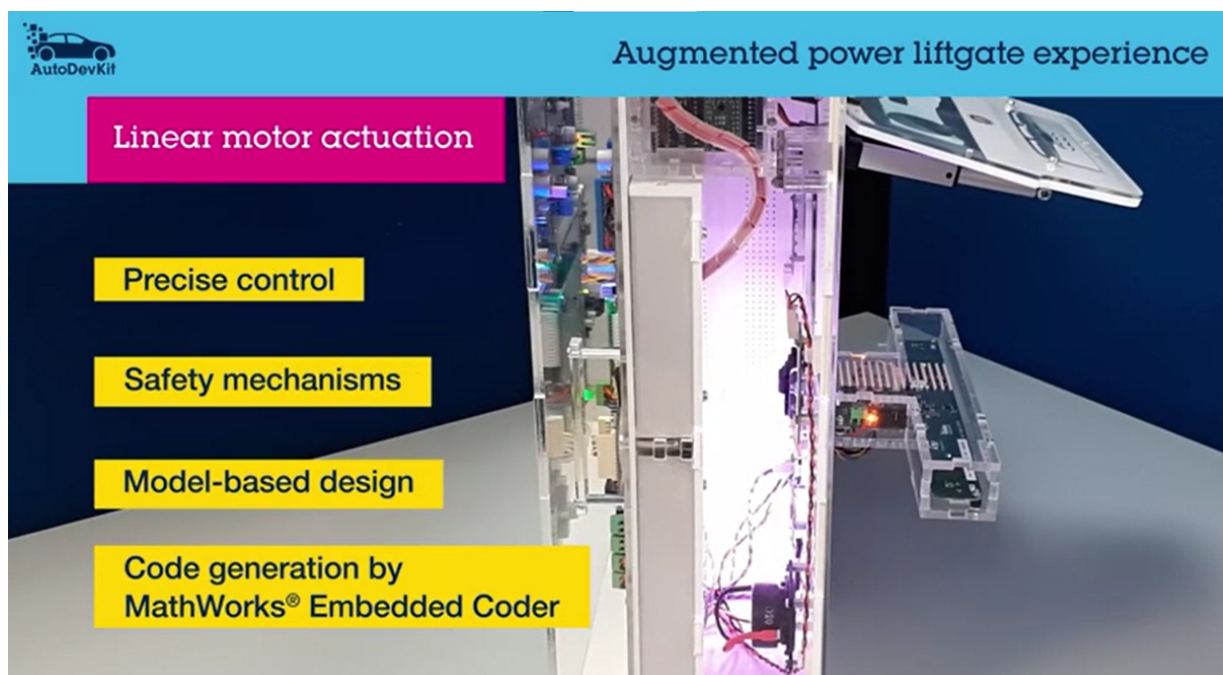 AutoDevKit
Augmented power liftgate experience
Linear motor actuation
Precise control
Safety mechanisms
Model-based design
Code generation by
MathWorks® Embedded Coder